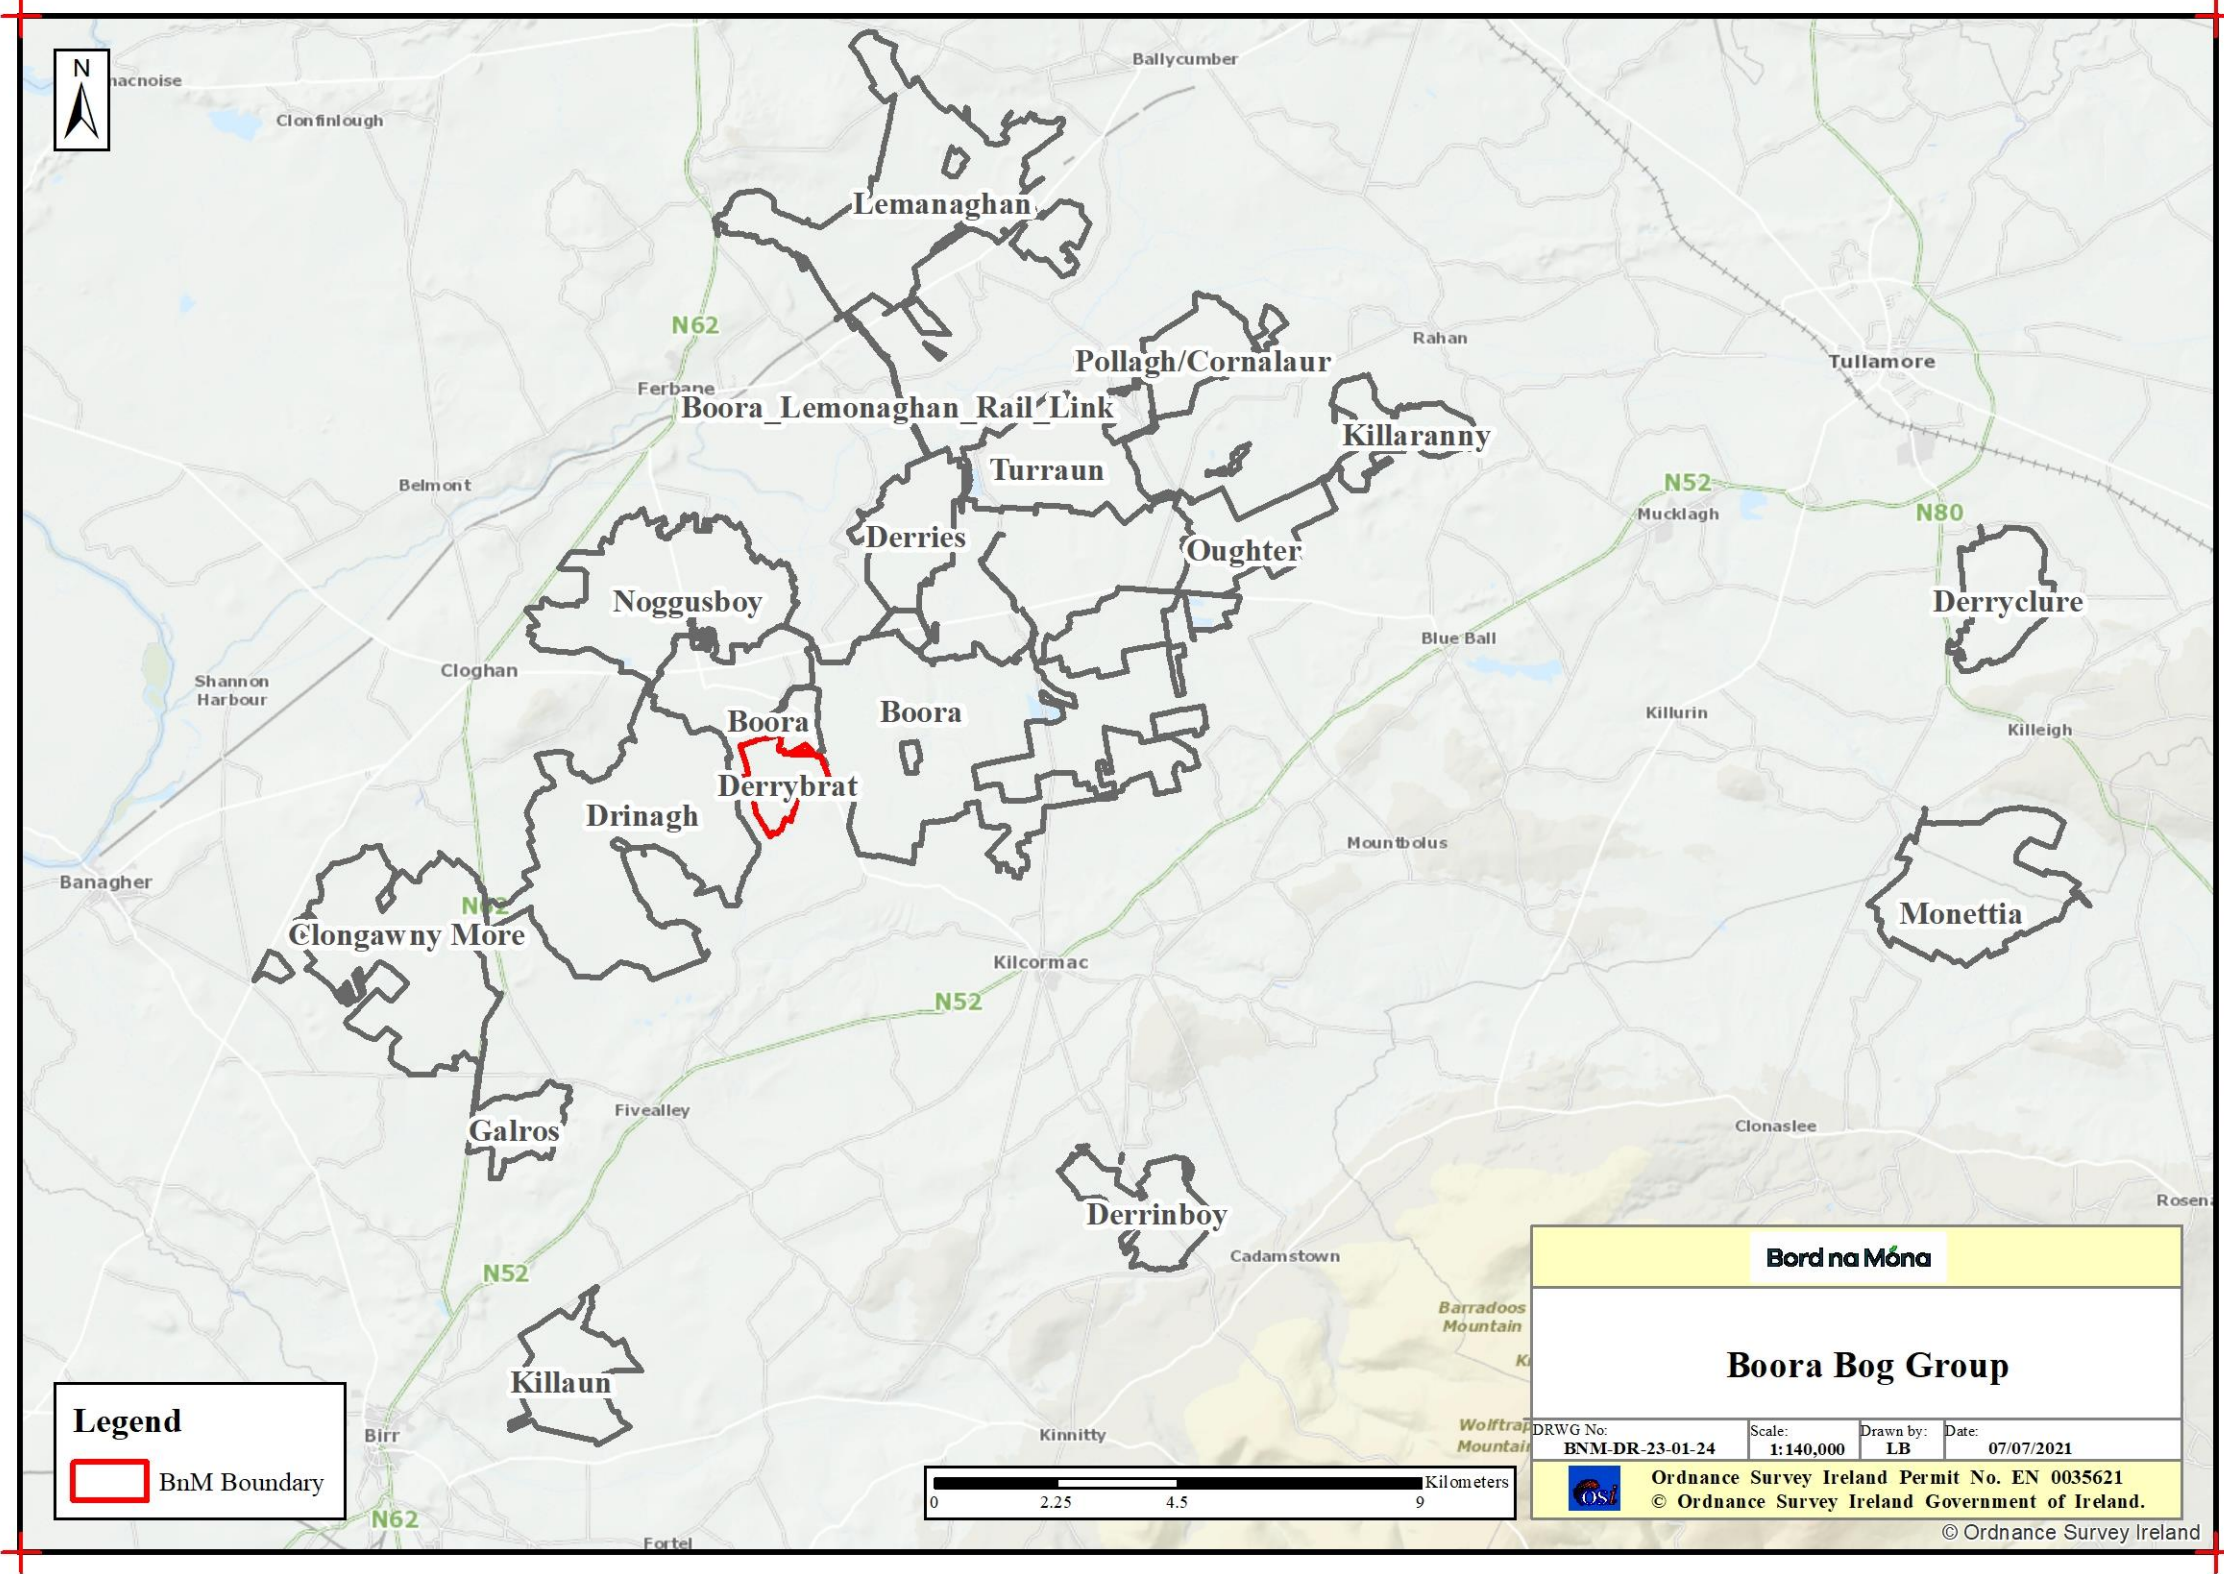 Ballycumber
N
nacnoise
Clonfinlough
Lemanaghan
N62
Rahan
Pollagh/Cornalaur
Tullamore
Ferbane
Boora_Lemonaghan_Rail_Link
Killaranny
Turraun
Belmont
N52
Mucklagh
N80
Derries
Oughter
Noggusboy
Derryclure
Blue Ball
Cloghan
Shannon
Harbour
Boora
Boora
Killurin
Killeigh
Derrybrat
Drinagh
Mountbolus
Banagher
N62
Clongawny More
Monettia
Kilcormac
N52
Fivealley
Galros
Clonaslee
Rosen
Derrinboy
Cadamstown
N52
Barradoos
Mountain
Killaun
Birr
Kinnitty
Wolftrap
Mountain
N62
Fortel
Legend
BnM Boundary
Kilometers
0 2.25 4.5 9
Bord na Móna
Boora Bog Group
DRWG No: Scale: Drawn by: Date:
BNM-DR-23-01-24 1:140,000 LB 07/07/2021
osi
Ordnance Survey Ireland Permit No. EN 0035621
© Ordnance Survey Ireland Government of Ireland.
© Ordnance Survey Ireland